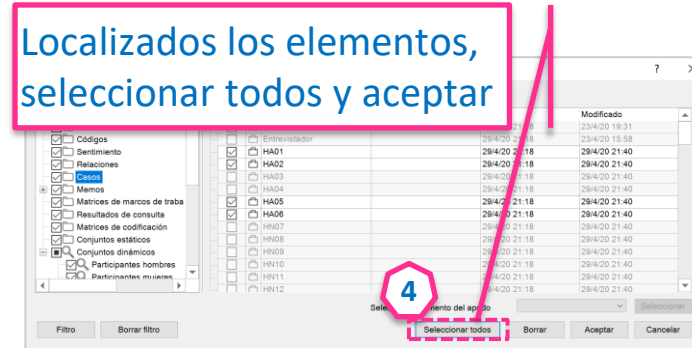 Localizados los elementos,
seleccionar todos y aceptar
?
Modificado
23/4/20 19:31
Códigos Entrevistador 29/4/20 21:18 23/4/20 15:58
Sentimiento HA01 29/4/20 21:18 29/4/20 21:40
Relaciones HA02 29/4/20 21:18 29/4/20 21:40
Casos HA03 29/4/20 21:18 29/4/20 21:40
Memos HA04 29/4/20 21:18 29/4/20 21:40
Matrices de marcos de traba HA05 29/4/20 21:18 29/4/20 21:40
Resultados de consulta HA06 29/4/20 21:18 29/4/20 21:40
Matrices de codificación HN07 29/4/20 21:18 29/4/20 21:40
Conjuntos estáticos HN08 29/4/20 21:18 29/4/20 21:40
Conjuntos dinámicos HN09 29/4/20 21:18 29/4/20 21:40
Participantes hombres HN10 29/4/20 21:18 29/4/20 21:40
Participantes mujeres HN11 29/4/20 21:18 29/4/20 21:40
HN12 29/4/20 21:18 29/4/20 21:40
4
Seleccionar
Filtro Borrar filtro Seleccionar todos Borrar Aceptar Cancelar